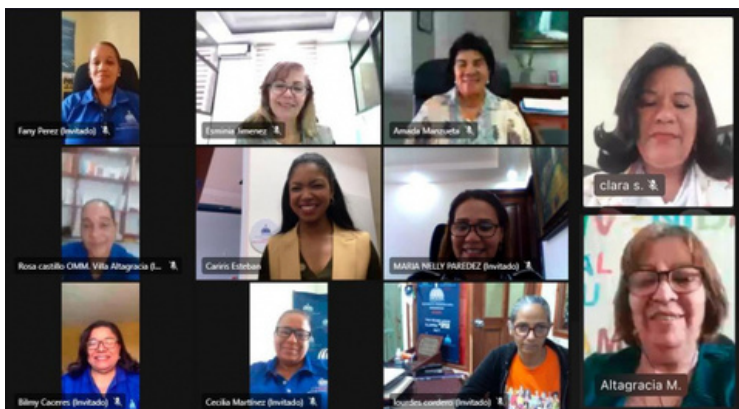 Fany Perez (Invitado)
Esminia Jimenez
Amada Manzueta
clara s.
Rosa castillo OMM. Villa Altagracia (I...
Cariris Esteban
MARIA NELLY PAREDEZ (Invitado)
Bilmy Caceres (Invitado)
Cecilia Martínez (Invitado)
lourdes cordero (Invitado)
Altagracia M.